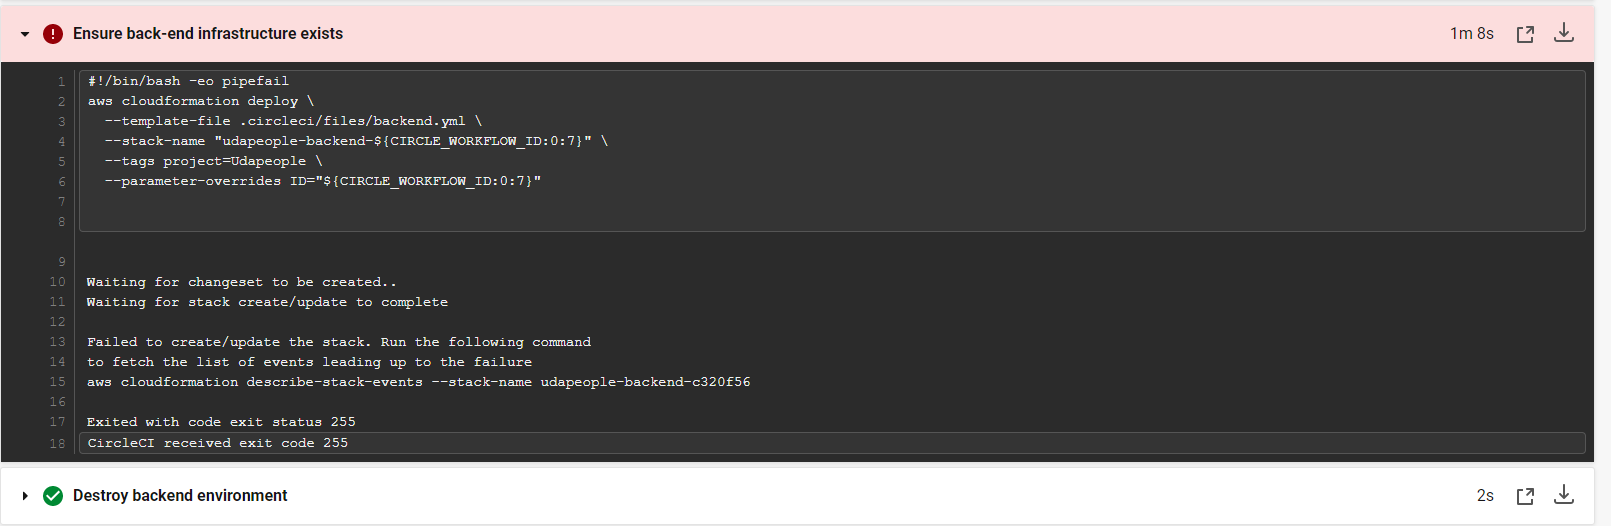 Ensure back-end infrastructure exists 1m 8s
1 #!/bin/bash -eo pipefail
2 aws cloudformation deploy \
3 --template-file .circleci/files/backend.yml \
4 --stack-name "udapeople-backend-${CIRCLE_WORKFLOW_ID:0:7}" \
5 --tags project=Udapeople \
6 --parameter-overrides ID="${CIRCLE_WORKFLOW_ID:0:7}"
7
8
9
10 Waiting for changeset to be created..
11 Waiting for stack create/update to complete
12
13 Failed to create/update the stack. Run the following command
14 to fetch the list of events leading up to the failure
15 aws cloudformation describe-stack-events --stack-name udapeople-backend-c320f56
16
17 Exited with code exit status 255
18 CircleCI received exit code 255
Destroy backend environment 2s